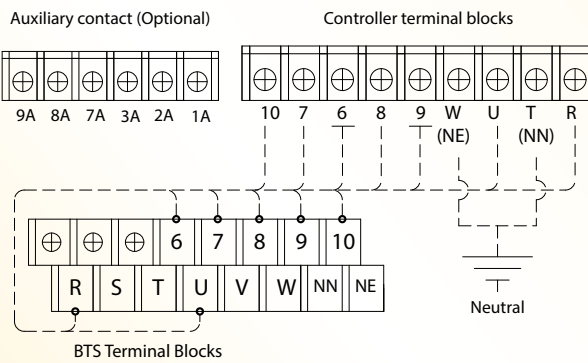 Auxiliary contact (Optional)
Controller terminal blocks
9A 8A 7A 3A 2A 1A
10 7 6 8 9 W U T R
(NE) (NN)
6 7 8 9 10
R S T U V W NN NE
Neutral
BTS Terminal Blocks